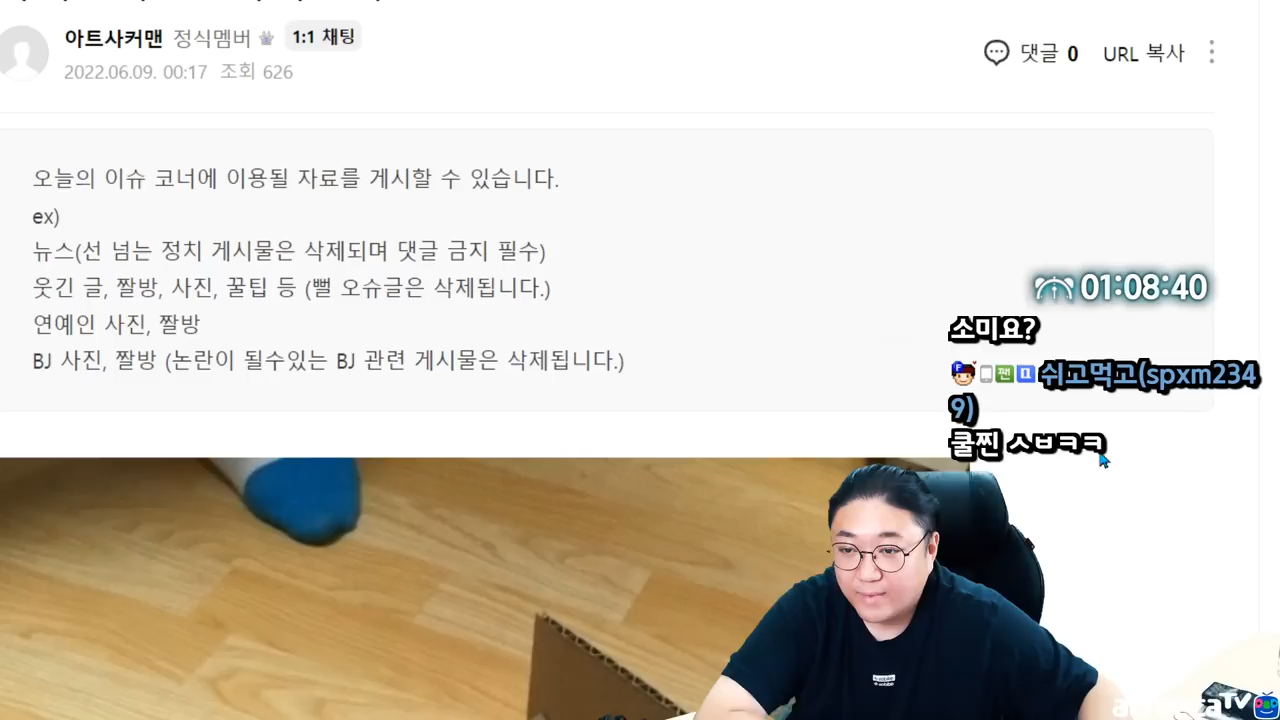 아트사커맨 정식멤버 1:1 채팅
2022.06.09. 00:17 조회 626
댓글 0 URL 복사
오늘의 이슈 코너에 이용될 자료를 게시할 수 있습니다.
ex)
뉴스(선 넘는 정치 게시물은 삭제되며 댓글 금지 필수)
웃긴 글, 짤방, 사진, 꿀팁 등 (뻘 오슈글은 삭제됩니다.)
연예인 사진, 짤방
BJ 사진, 짤방 (논란이 될수있는 BJ 관련 게시물은 삭제됩니다.)
01:08:40
소미요?
F 팬 쉬고먹고(spxm234
9)
쿨찐 ㅅㅂㅋㅋ
TV